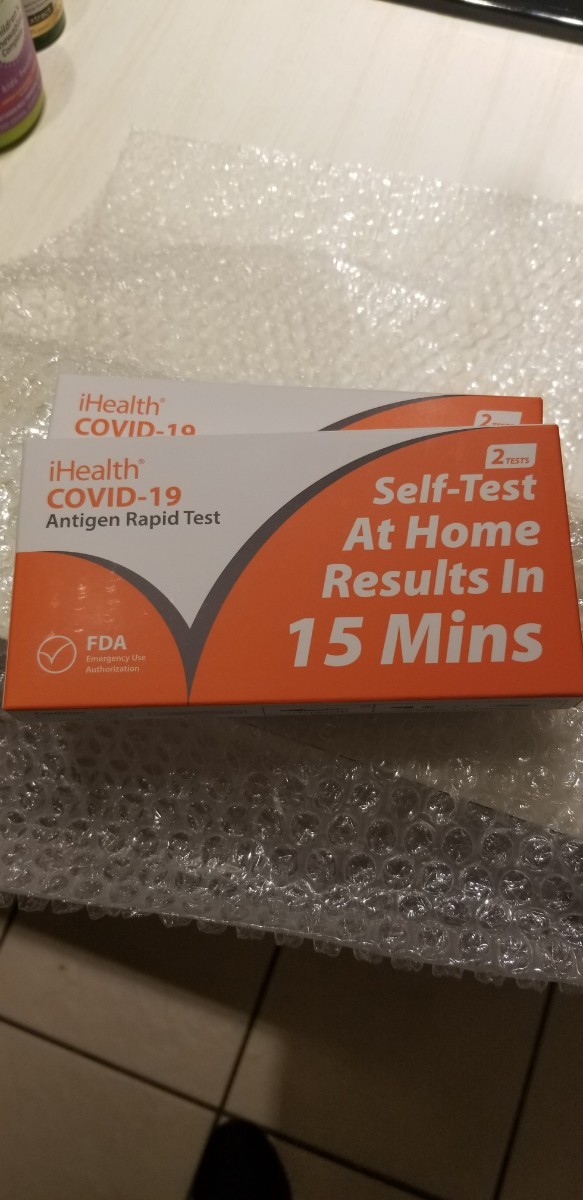 extract
iHealth®
COVID-19
2 TESTS
iHealth®
COVID-19
Antigen Rapid Test
2 TESTS
Self-Test
At Home
Results In
15 Mins
FDA
Emergency Use
Authorization